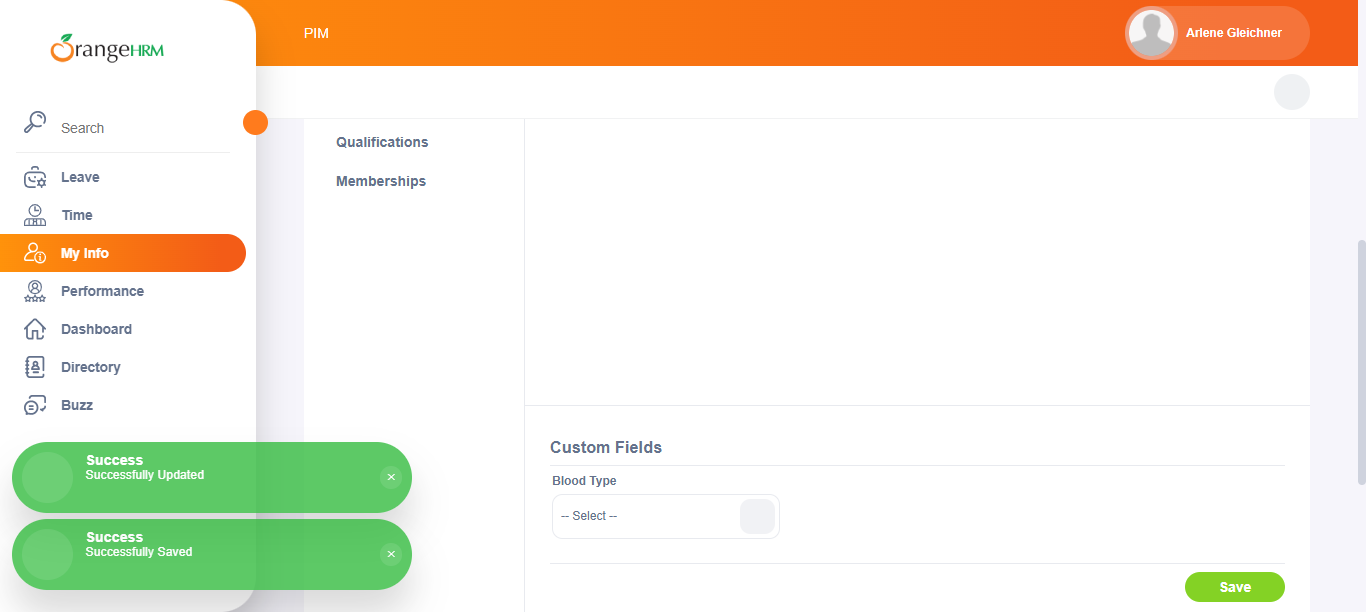 OrangeHRM
PIM
Arlene Gleichner
Search
Leave
Time
My Info
Performance
Dashboard
Directory
Buzz
Qualifications
Memberships
Custom Fields
Blood Type
-- Select --
Save
Success
Successfully Updated
×
Success
Successfully Saved
×